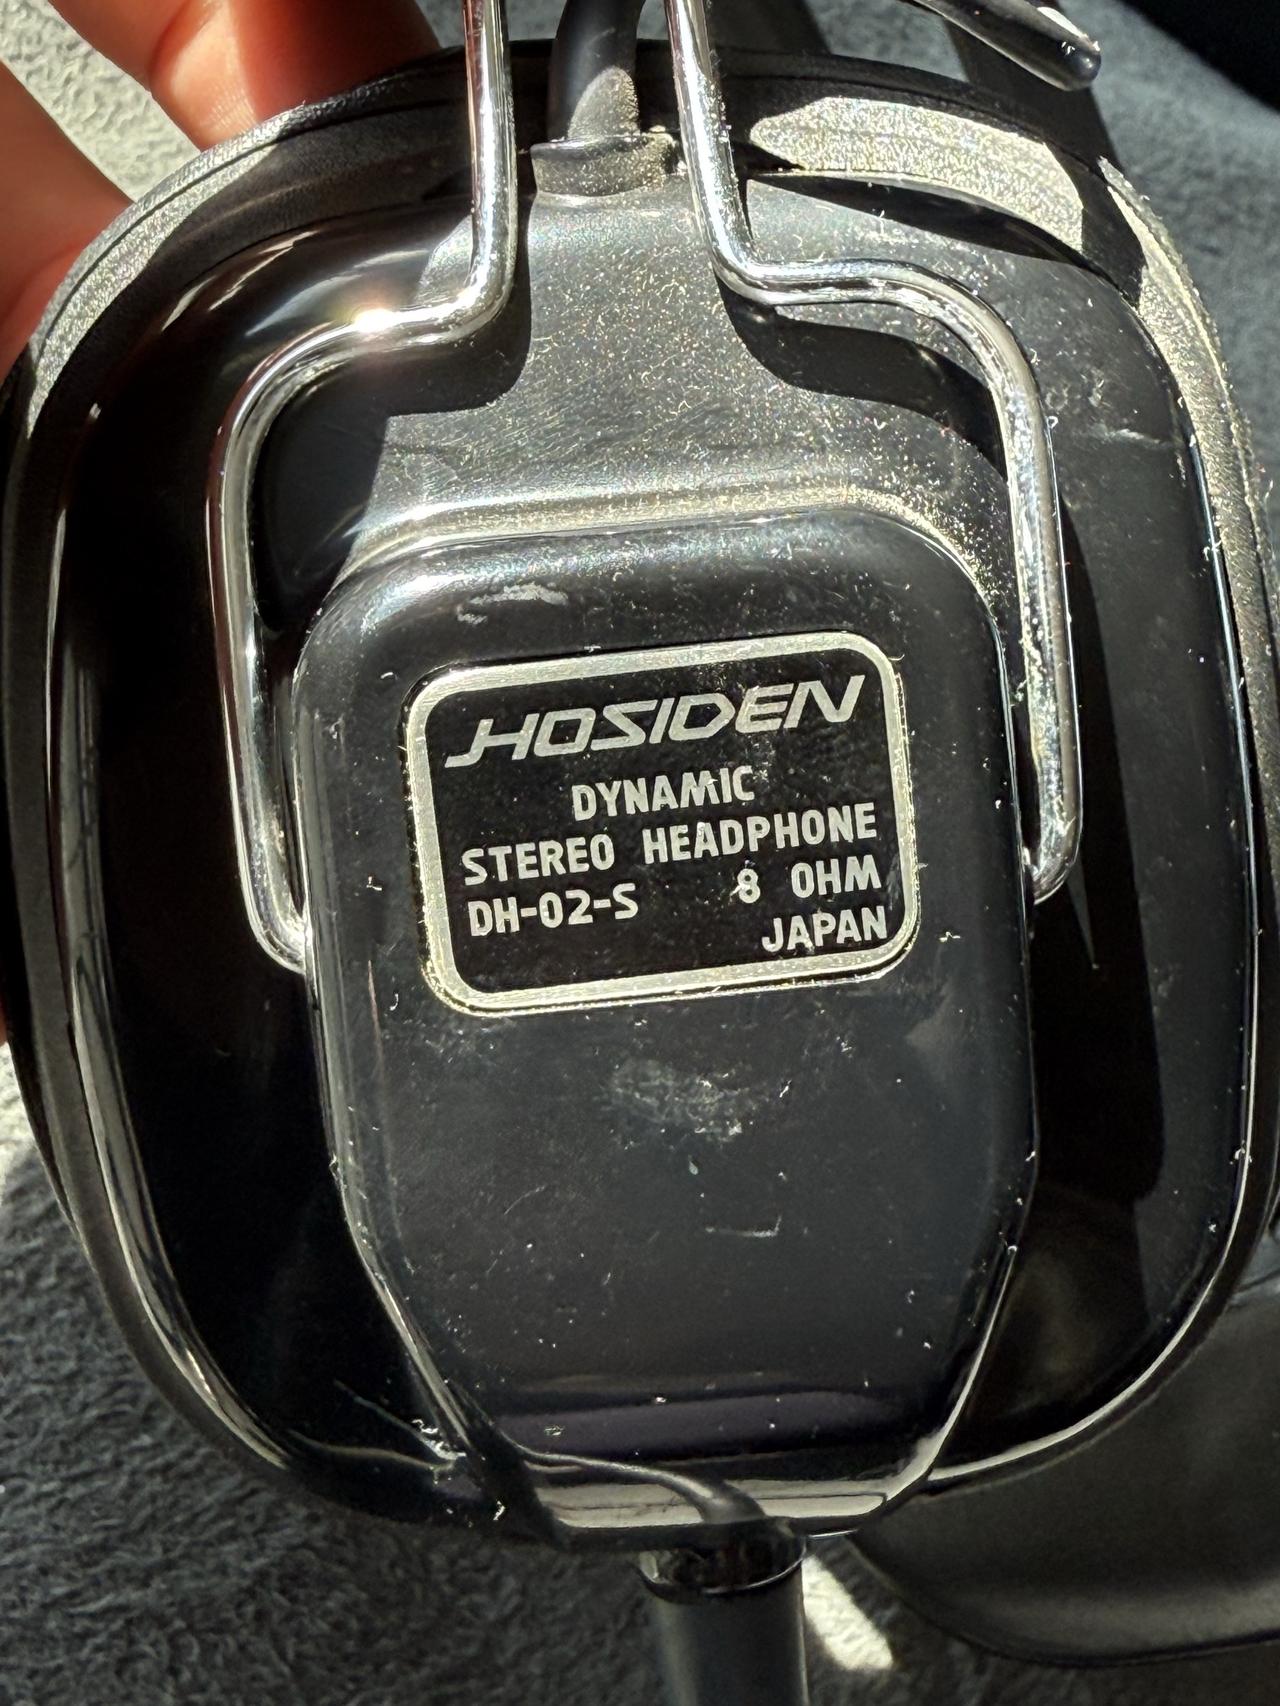 HOSIDEN
DYNAMIC
STEREO HEADPHONE
DH-02-S 8 OHM
JAPAN